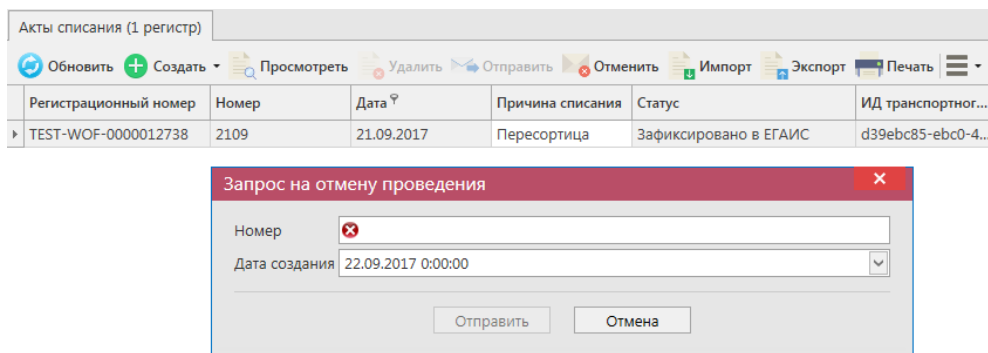 Акты списания (1 регистр)
Обновить Создать Просмотреть Удалить Отправить Отменить Импорт Экспорт Печать
Регистрационный номер Номер Дата Причина списания Статус ИД транспортног...
TEST-WOF-0000012738 2109 21.09.2017 Пересортица Зафиксировано в ЕГАИС d39ebc85-ebc0-4...
Запрос на отмену проведения
Номер
Дата создания 22.09.2017 0:00:00
Отправить Отмена